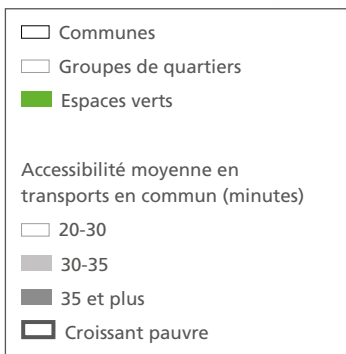 Communes
Groupes de quartiers
Espaces verts
Accessibilité moyenne en
transports en commun (minutes)
20-30
30-35
35 et plus
Croissant pauvre